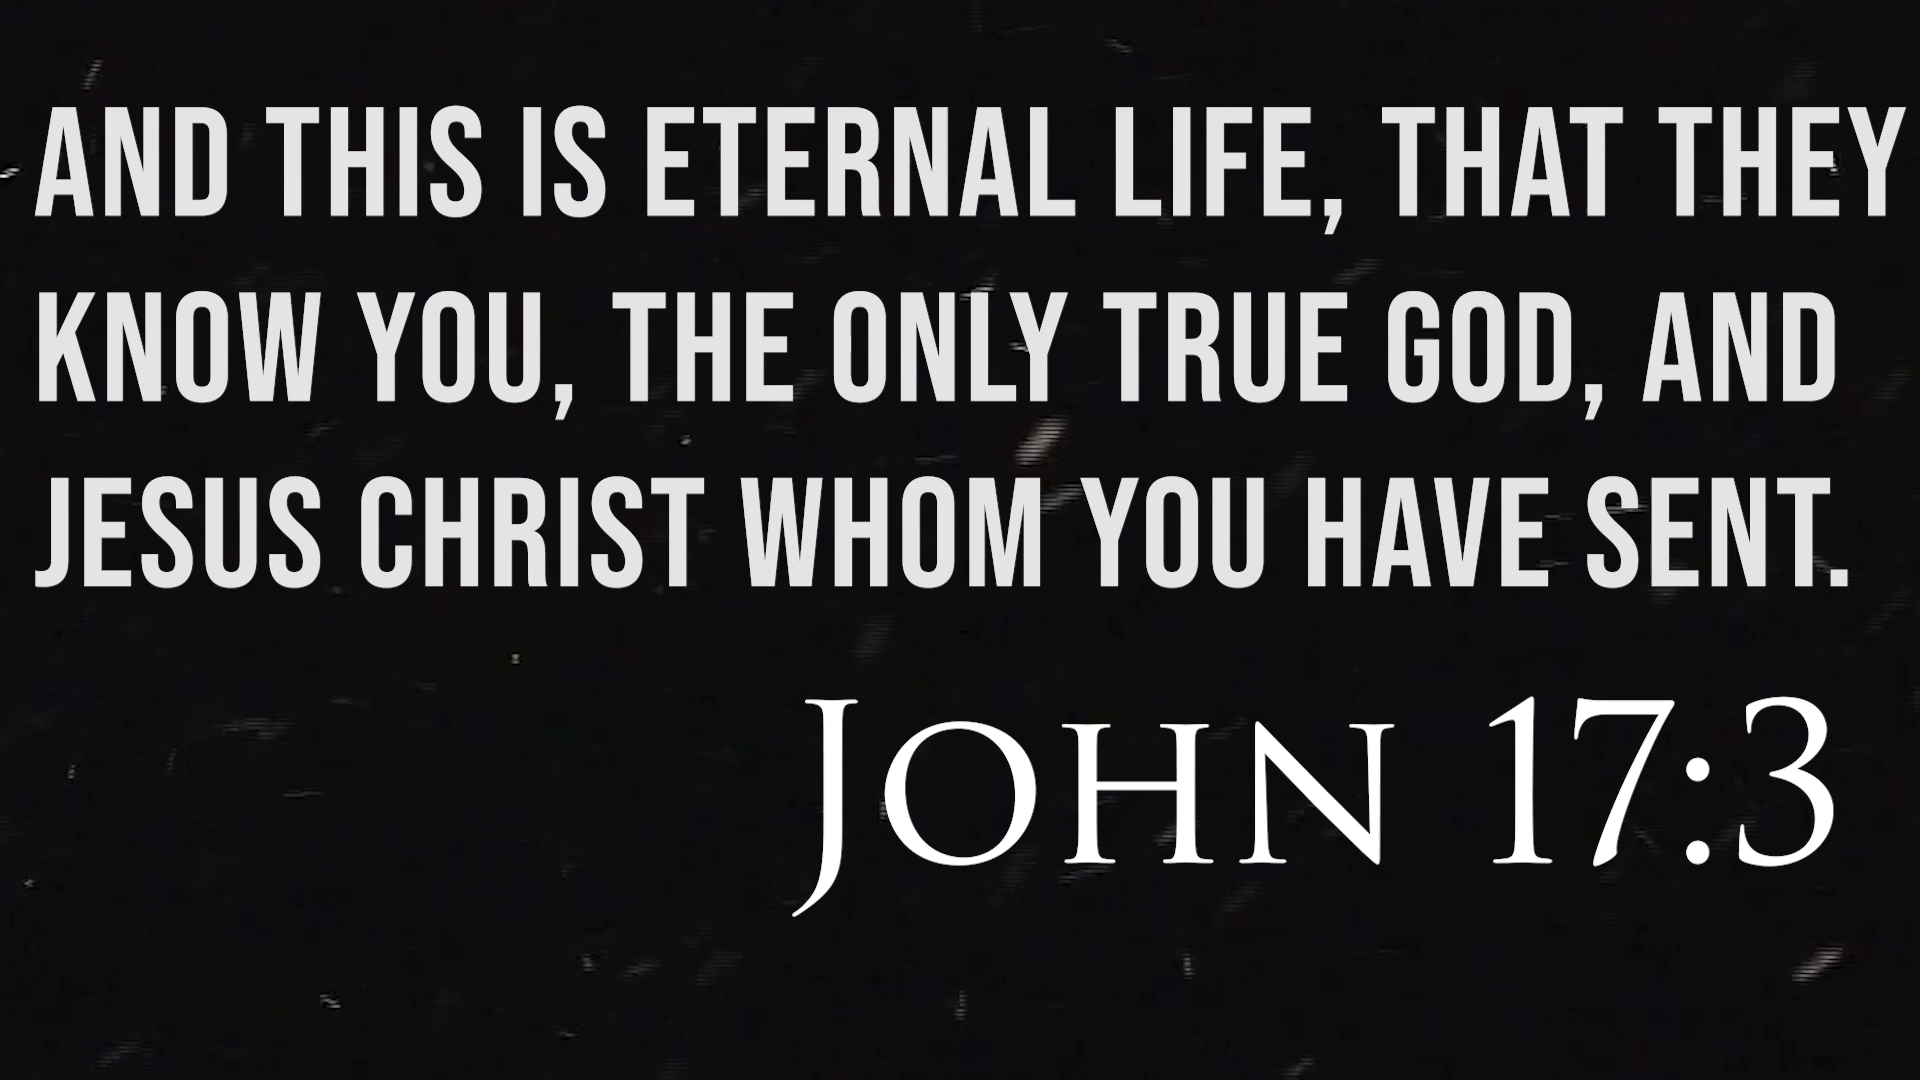 AND THIS IS ETERNAL LIFE, THAT THEY
KNOW YOU, THE ONLY TRUE GOD, AND
JESUS CHRIST WHOM YOU HAVE SENT.
JOHN 17:3